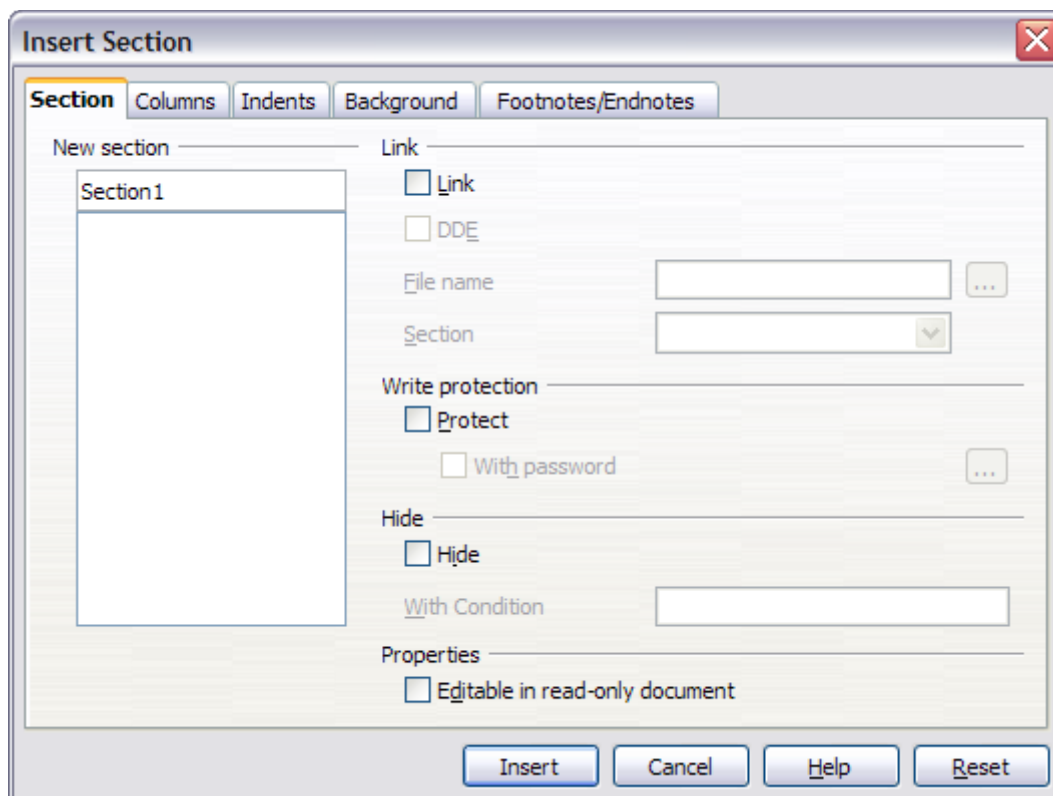 Insert Section
Section Columns Indents Background Footnotes/Endnotes
New section
Section1
Link
Link
DDE
File name ...
Section
Write protection
Protect
With password ...
Hide
Hide
With Condition
Properties
Editable in read-only document
Insert Cancel Help Reset